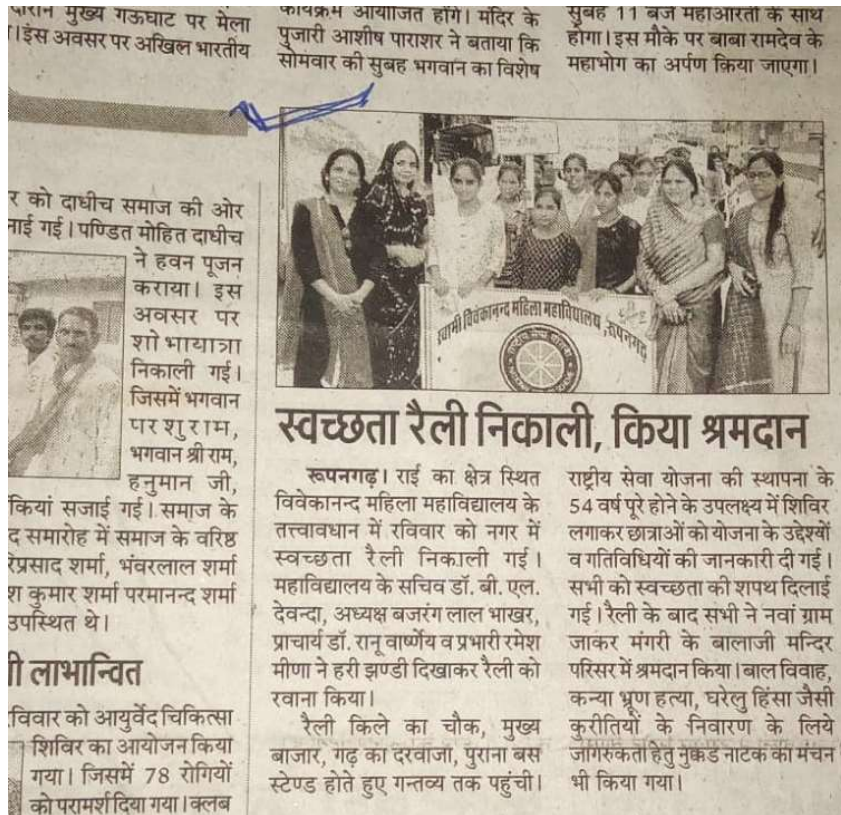 दौरान मुख्य गऊघाट पर मेला
।इस अवसर पर अखिल भारतीय
कार्यक्रम आयोजित होंगे। मंदिर के
पुजारी आशीष पाराशर ने बताया कि
सोमवार की सुबह भगवान का विशेष
सुबह 11 बजे महाआरती के साथ
होगा। इस मौके पर बाबा रामदेव के
महाभोग का अर्पण किया जाएगा।
र को दाधीच समाज की ओर
नाई गई। पण्डित मोहित दाधीच
ने हवन पूजन
कराया। इस
अवसर पर
शोभायात्रा
निकाली गई।
जिसमें भगवान
परशुराम,
भगवान श्रीराम,
हनुमान जी,
कियां सजाई गई। समाज के
द समारोह में समाज के वरिष्ठ
रेप्रसाद शर्मा, भंवरलाल शर्मा
श कुमार शर्मा परमानन्द शर्मा
उपस्थित थे।
ी लाभान्वित
विवार को आयुर्वेद चिकित्सा
शिविर का आयोजन किया
गया। जिसमें 78 रोगियों
को परामर्श दिया गया। क्लब
स्वामी विवेकानन्द महिला महाविद्यालय, रूपनगढ़
स्वच्छता रैली निकाली, किया श्रमदान
रूपनगढ़। राई का क्षेत्र स्थित
विवेकानन्द महिला महाविद्यालय के
तत्त्वावधान में रविवार को नगर में
स्वच्छता रैली निकाली गई।
महाविद्यालय के सचिव डॉ. बी. एल.
देवन्दा, अध्यक्ष बजरंग लाल भाखर,
प्राचार्य डॉ. रानू वार्ष्णेय व प्रभारी रमेश
मीणा ने हरी झण्डी दिखाकर रैली को
रवाना किया।
रैली किले का चौक, मुख्य
बाजार, गढ़ का दरवाजा, पुराना बस
स्टेण्ड होते हुए गन्तव्य तक पहुंची।
राष्ट्रीय सेवा योजना की स्थापना के
54 वर्ष पूरे होने के उपलक्ष्य में शिविर
लगाकर छात्राओं को योजना के उद्देश्यों
व गतिविधियों की जानकारी दी गई।
सभी को स्वच्छता की शपथ दिलाई
गई। रैली के बाद सभी ने नवां ग्राम
जाकर मंगरी के बालाजी मन्दिर
परिसर में श्रमदान किया। बाल विवाह,
कन्या भ्रूण हत्या, घरेलु हिंसा जैसी
कुरीतियों के निवारण के लिये
जागरुकता हेतु नुक्कड नाटक का मंचन
भी किया गया।